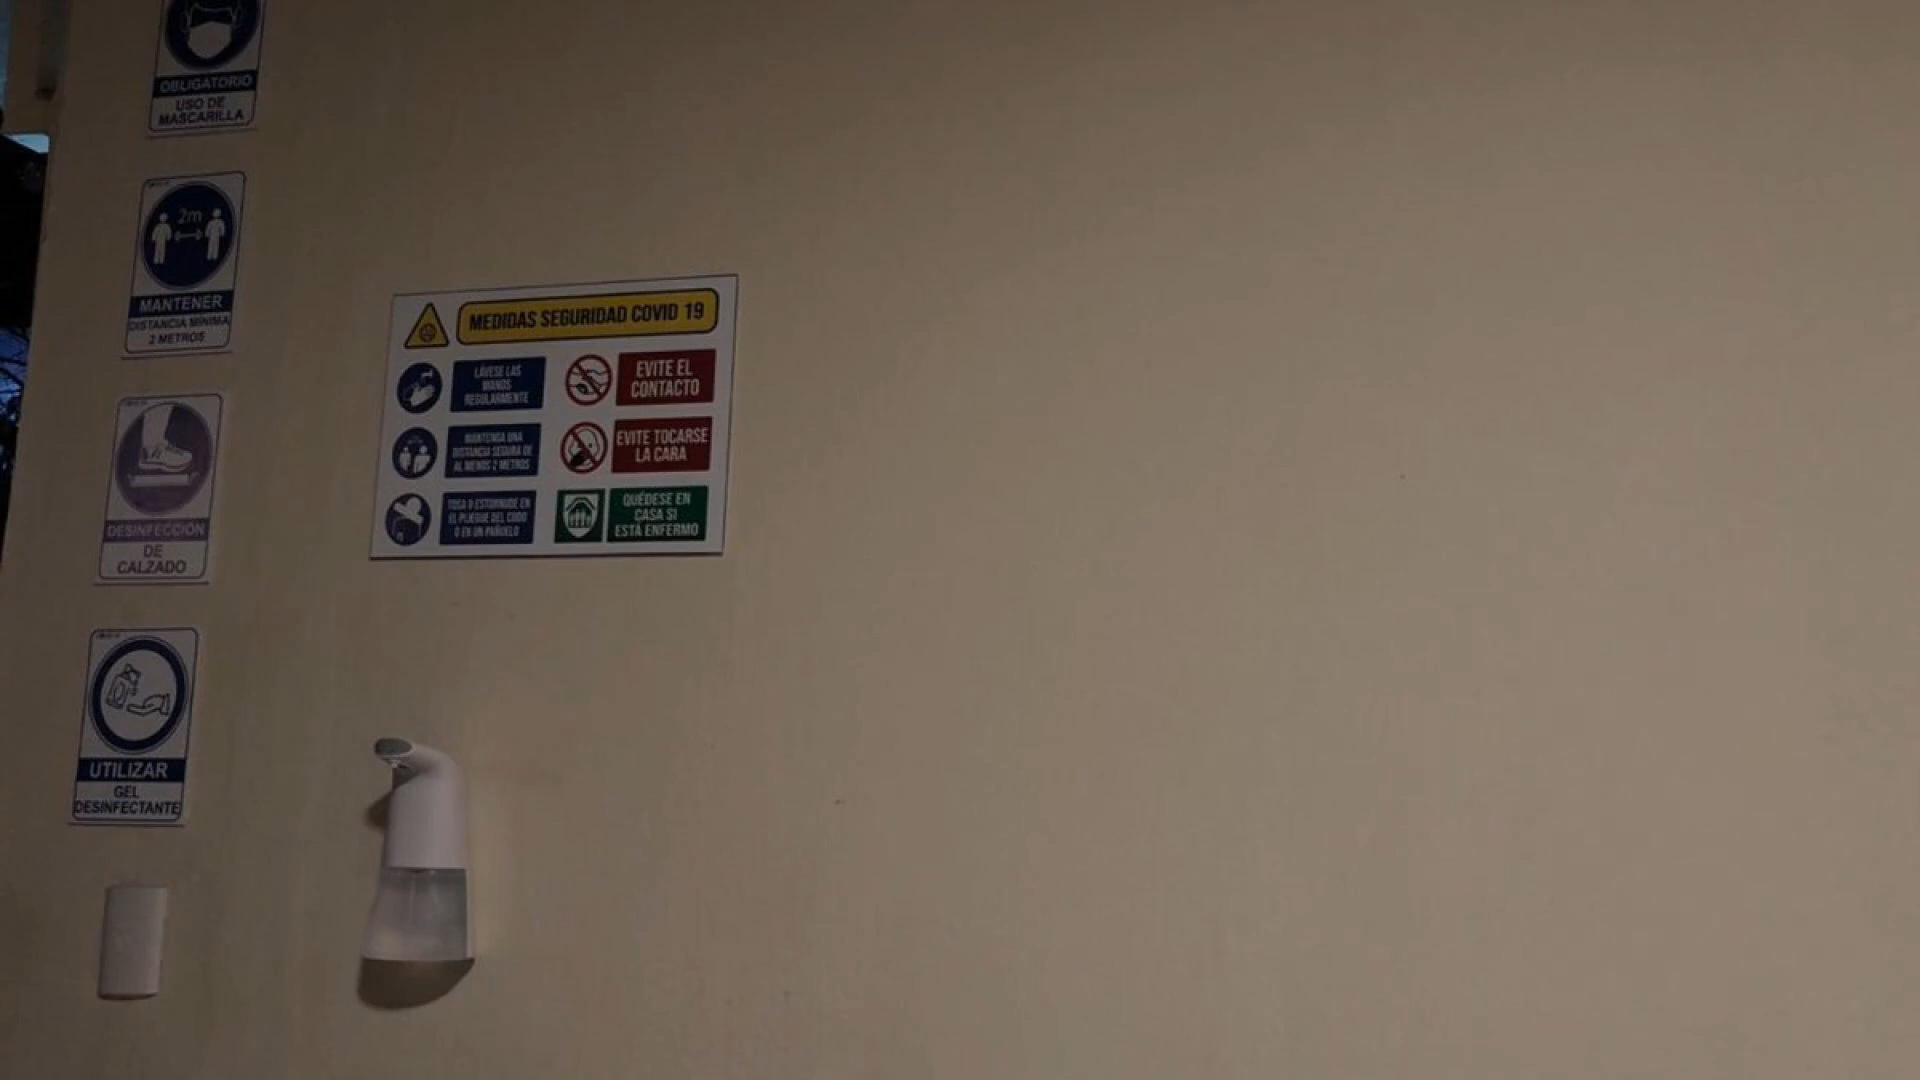 OBLIGATORIO
USO DE
MASCARILLA
2m
MANTENER
DISTANCIA MÍNIMA
2 METROS
DESINFECCIÓN
DE
CALZADO
UTILIZAR
GEL
DESINFECTANTE
MEDIDAS SEGURIDAD COVID 19
LÁVESE LAS
MANOS
REGULARMENTE
EVITE EL
CONTACTO
MANTENGA UNA
DISTANCIA SEGURA DE
AL MENOS 2 METROS
EVITE TOCARSE
LA CARA
TOSA O ESTORNUDE EN
EL PLIEGUE DEL CODO
O EN UN PAÑUELO
QUÉDESE EN
CASA SI
ESTÁ ENFERMO